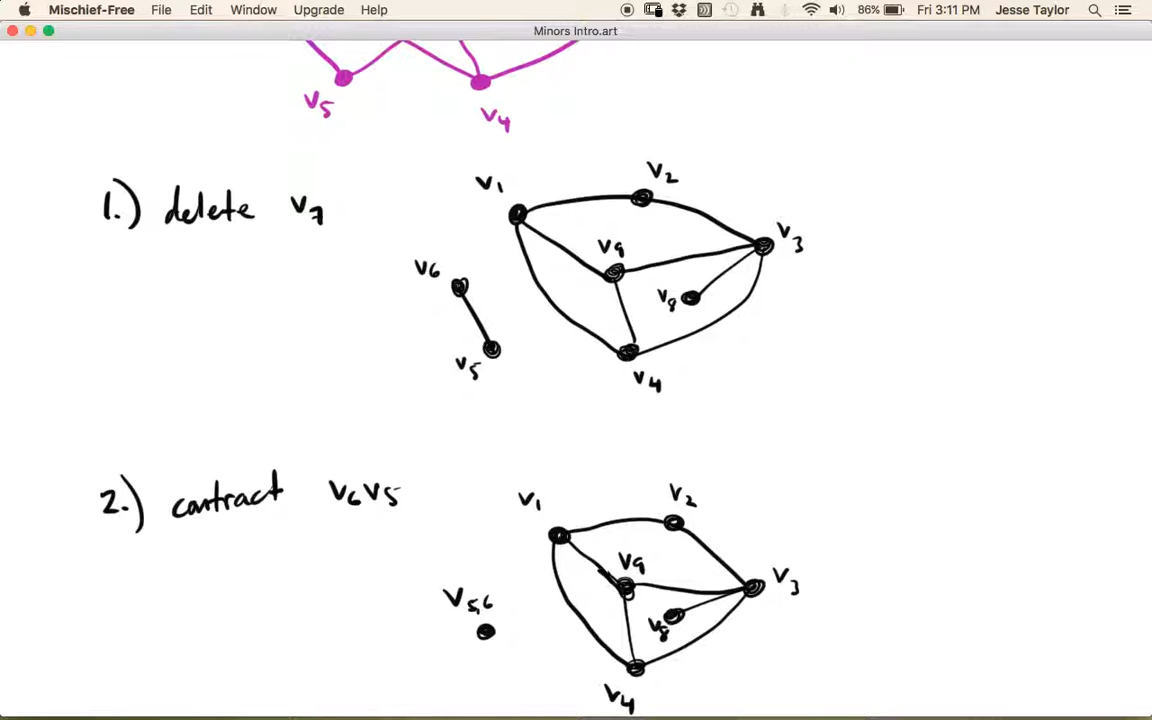 Mischief-Free File Edit Window Upgrade Help 86% Fri 3:11 PM Jesse Taylor
Minors Intro.art
v5
v4
1.) delete v7
v1
v2
v3
v9
v8
v6
v5
v4
2.) contract v6v5
v1
v2
v3
v9
v8
v5,6
v4